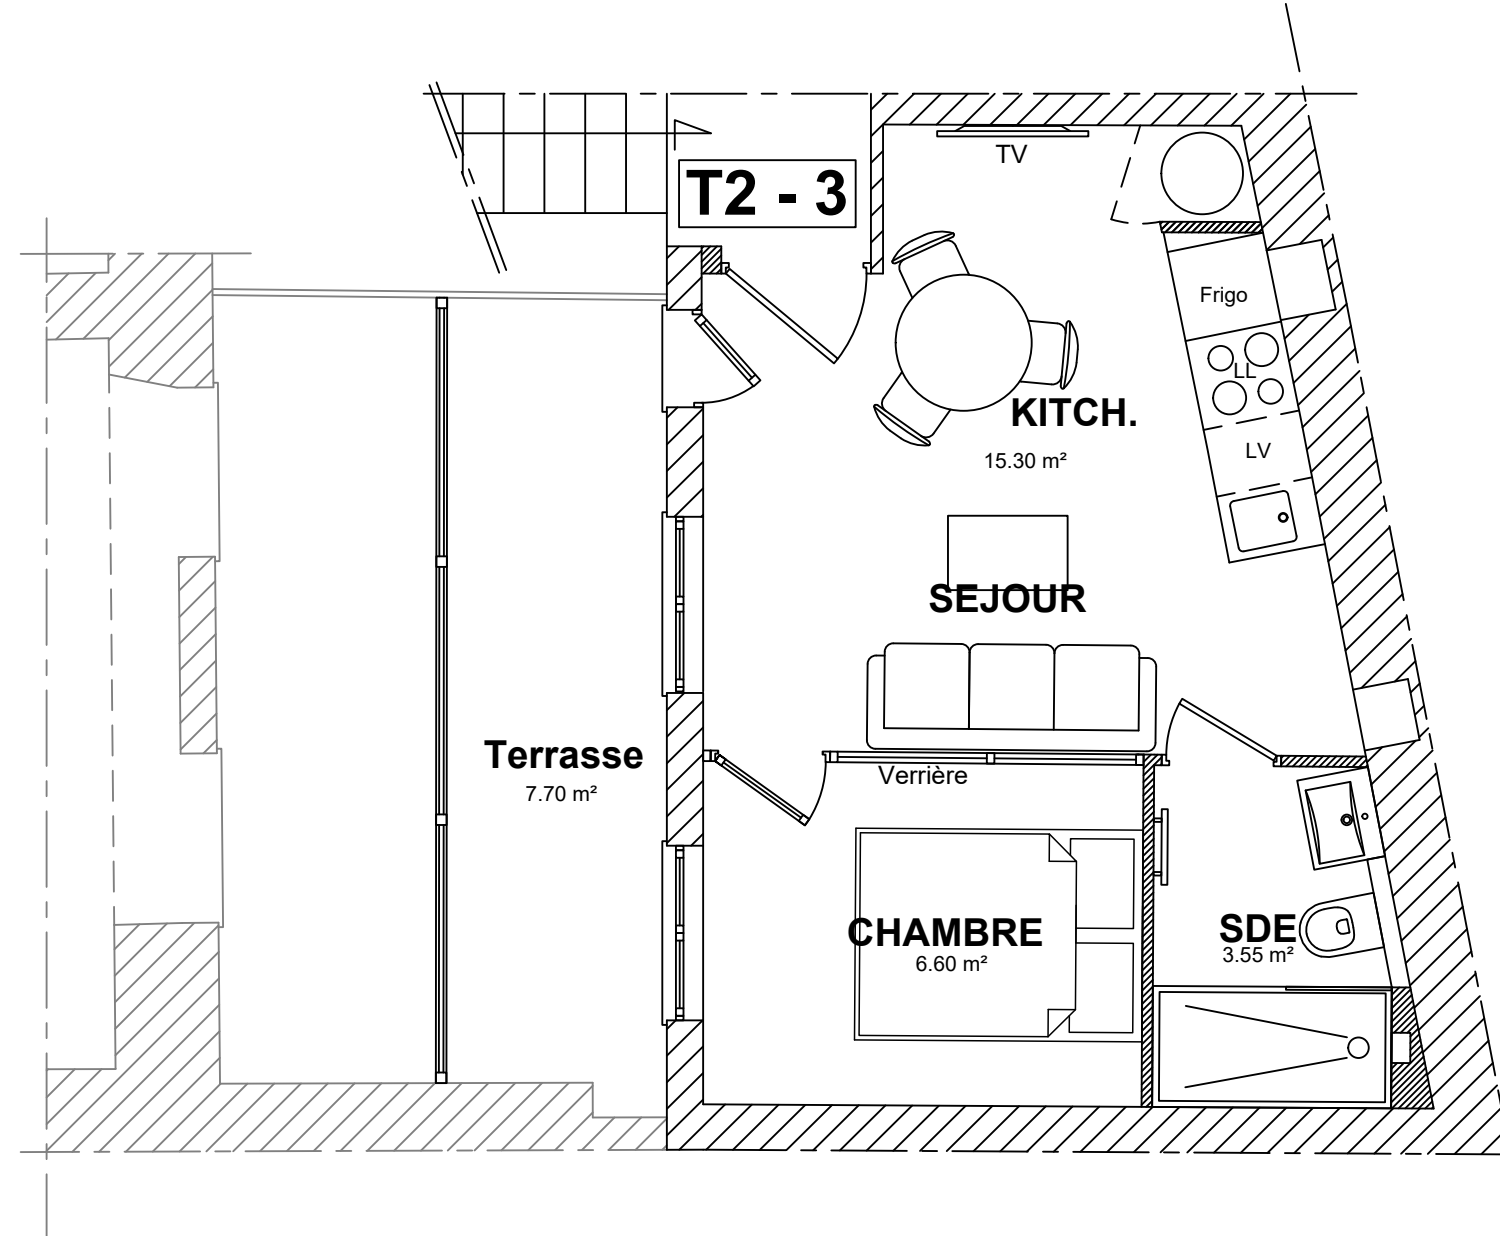 TV
T2 - 3
Frigo
LL
KITCH.
15.30 m²
LV
SEJOUR
Terrasse
7.70 m²
Verrière
CHAMBRE
6.60 m²
SDE
3.55 m²